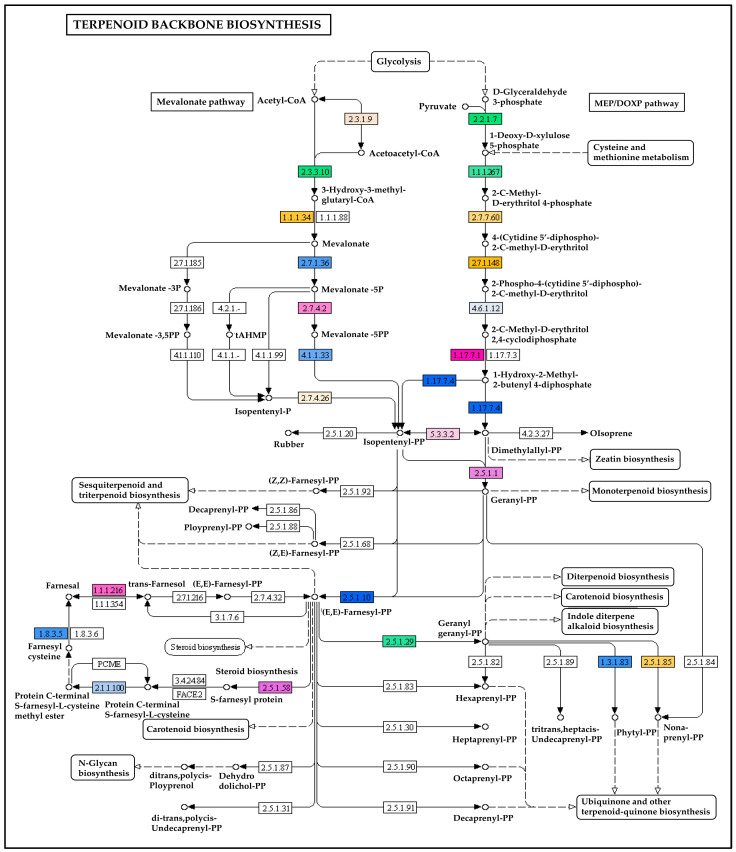 TERPENOID BACKBONE BIOSYNTHESIS
Glycolysis
Mevalonate pathway
Acetyl-CoA
D-Glyceraldehyde
3-phosphate
Pyruvate
MEP/DOXP pathway
2.3.1.9
2.2.1.7
1-Deoxy-D-xylulose
5-phosphate
Acetoacetyl-CoA
Cysteine and
methionine metabolism
2.3.3.10
1.1.1.267
3-Hydroxy-3-methyl-
glutaryl-CoA
2-C-Methyl-
D-erythritol 4-phosphate
1.1.1.34
1.1.1.88
2.7.7.60
Mevalonate
4-(Cytidine 5'-diphospho)-
2-C-methyl-D-erythritol
2.7.1.185
2.7.1.36
2.7.1.148
Mevalonate -3P
Mevalonate -5P
2-Phospho-4-(cytidine 5'-diphospho)-
2-C-methyl-D-erythritol
2.7.1.186
4.2.1.-
2.7.4.2
4.6.1.12
Mevalonate -3,5PP
tAHMP
Mevalonate -5PP
2-C-Methyl-D-erythritol
2,4-cyclodiphosphate
4.1.1.110
4.1.1.-
4.1.1.99
4.1.1.33
1.17.7.1
1.17.7.3
1-Hydroxy-2-Methyl-
2-butenyl 4-diphosphate
1.17.7.4
2.7.4.26
Isopentenyl-P
1.17.7.4
2.5.1.20
5.3.3.2
4.2.3.27
OIsoprene
Rubber
Isopentenyl-PP
Dimethylallyl-PP
Zeatin biosynthesis
2.5.1.1
Sesquiterpenoid and
triterpenoid biosynthesis
(Z,Z)-Farnesyl-PP
2.5.1.92
Geranyl-PP
Monoterpenoid biosynthesis
Decaprenyl-PP
2.5.1.86
Ployprenyl-PP
2.5.1.88
2.5.1.68
(Z,E)-Farnesyl-PP
Diterpenoid biosynthesis
Farnesal
1.1.1.216
trans-Farnesol
(E,E)-Farnesyl-PP
2.7.1.216
2.7.4.32
2.5.1.10
Carotenoid biosynthesis
1.1.1.354
3.1.7.6
(E,E)-Farnesyl-PP
Indole diterpene
alkaloid biosynthesis
1.8.3.5
1.8.3.6
Steroid biosynthesis
2.5.1.29
Geranyl
geranyl-PP
Farnesyl
cysteine
PCME
2.5.1.82
2.5.1.89
1.3.1.83
2.5.1.85
2.5.1.84
2.1.1.100
3.4.24.84
FACE2
Steroid biosynthesis
2.5.1.58
S-farnesyl protein
2.5.1.83
Hexaprenyl-PP
Protein C-terminal
S-farnesyl-L-cysteine
methyl ester
Protein C-terminal
S-farnesyl-L-cysteine
Carotenoid biosynthesis
2.5.1.30
Heptaprenyl-PP
tritrans,heptacis-
Undecaprenyl-PP
Phytyl-PP
Nona-
prenyl-PP
N-Glycan
biosynthesis
ditrans,polycis-
Ployprenol
Dehydro
dolichol-PP
2.5.1.87
2.5.1.90
Octaprenyl-PP
2.5.1.31
di-trans,polycis-
Undecaprenyl-PP
2.5.1.91
Decaprenyl-PP
Ubiquinone and other
terpenoid-quinone biosynthesis